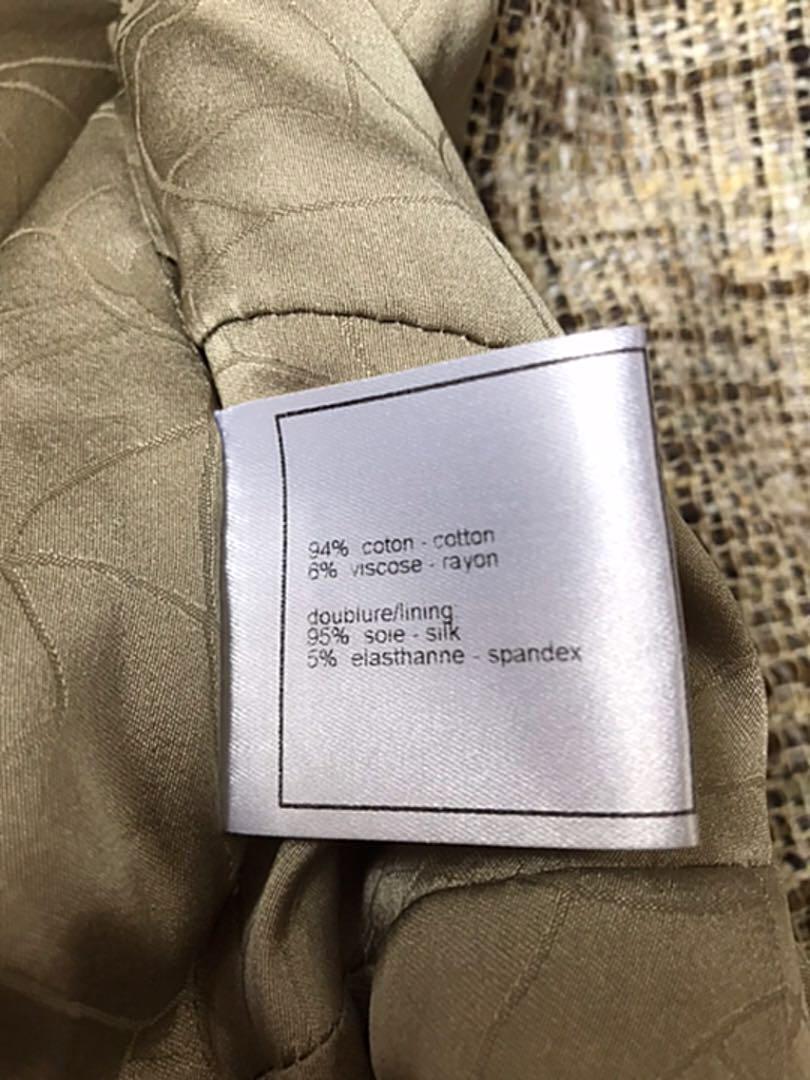 94% coton - cotton
6% viscose - rayon
doublure/lining
95% soie - silk
5% elasthanne - spandex